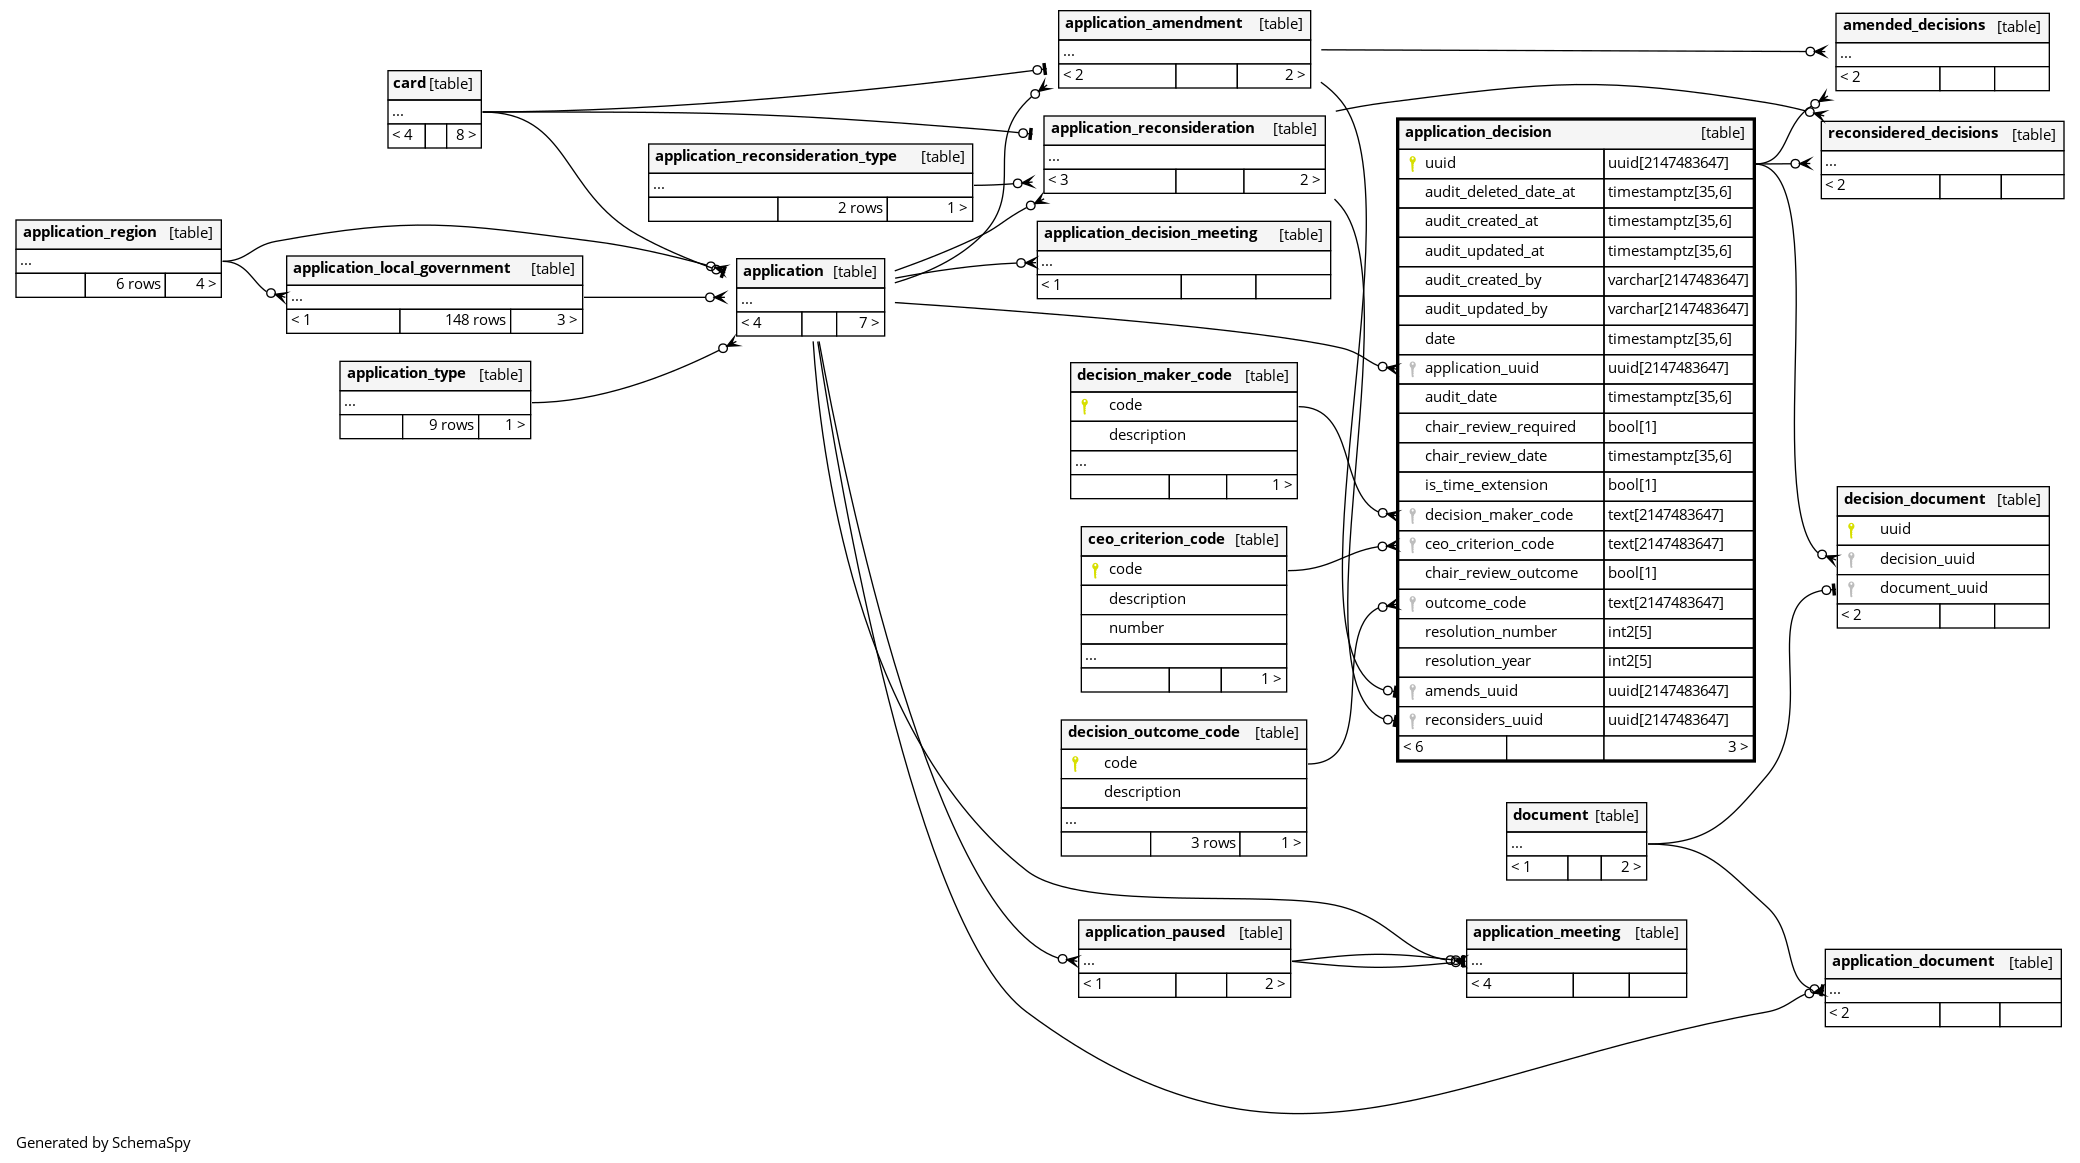 application_amendment [table]
...
< 2 2 >
amended_decisions [table]
...
< 2
card [table]
...
< 4 8 >
application_reconsideration [table]
...
< 3 2 >
application_decision [table]
uuid uuid[2147483647]
audit_deleted_date_at timestamptz[35,6]
audit_created_at timestamptz[35,6]
audit_updated_at timestamptz[35,6]
audit_created_by varchar[2147483647]
audit_updated_by varchar[2147483647]
date timestamptz[35,6]
application_uuid uuid[2147483647]
audit_date timestamptz[35,6]
chair_review_required bool[1]
chair_review_date timestamptz[35,6]
is_time_extension bool[1]
decision_maker_code text[2147483647]
ceo_criterion_code text[2147483647]
chair_review_outcome bool[1]
outcome_code text[2147483647]
resolution_number int2[5]
resolution_year int2[5]
amends_uuid uuid[2147483647]
reconsiders_uuid uuid[2147483647]
< 6 3 >
reconsidered_decisions [table]
...
< 2
application_reconsideration_type [table]
...
2 rows 1 >
application_region [table]
...
6 rows 4 >
application_decision_meeting [table]
...
< 1
application_local_government [table]
...
< 1 148 rows 3 >
application [table]
...
< 4 7 >
application_type [table]
...
9 rows 1 >
decision_maker_code [table]
code
description
...
1 >
decision_document [table]
uuid
decision_uuid
document_uuid
< 2
ceo_criterion_code [table]
code
description
number
...
1 >
decision_outcome_code [table]
code
description
...
3 rows 1 >
document [table]
...
< 1 2 >
application_paused [table]
...
< 1 2 >
application_meeting [table]
...
< 4
application_document [table]
...
< 2
Generated by SchemaSpy